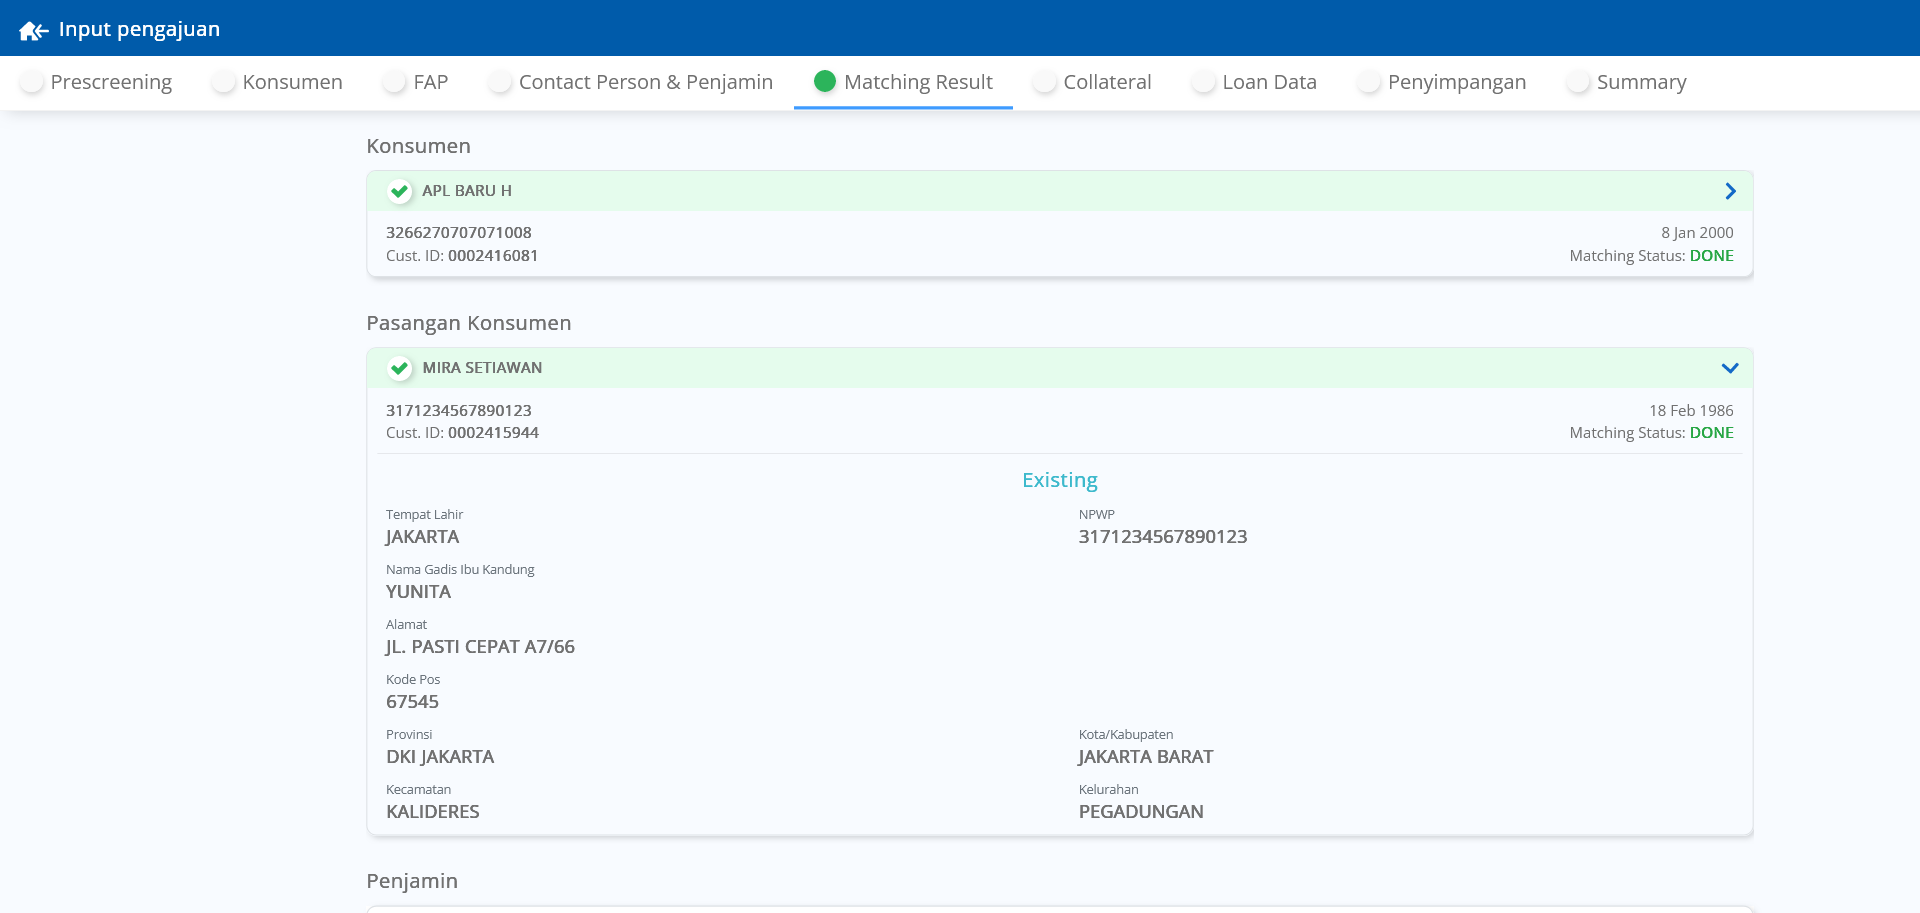 Input pengajuan
Prescreening Konsumen FAP Contact Person & Penjamin Matching Result Collateral Loan Data Penyimpangan Summary
Konsumen
APL BARU H
3266270707071008 8 Jan 2000
Cust. ID: 0002416081 Matching Status: DONE
Pasangan Konsumen
MIRA SETIAWAN
3171234567890123 18 Feb 1986
Cust. ID: 0002415944 Matching Status: DONE
Existing
Tempat Lahir NPWP
JAKARTA 3171234567890123
Nama Gadis Ibu Kandung
YUNITA
Alamat
JL. PASTI CEPAT A7/66
Kode Pos
67545
Provinsi Kota/Kabupaten
DKI JAKARTA JAKARTA BARAT
Kecamatan Kelurahan
KALIDERES PEGADUNGAN
Penjamin